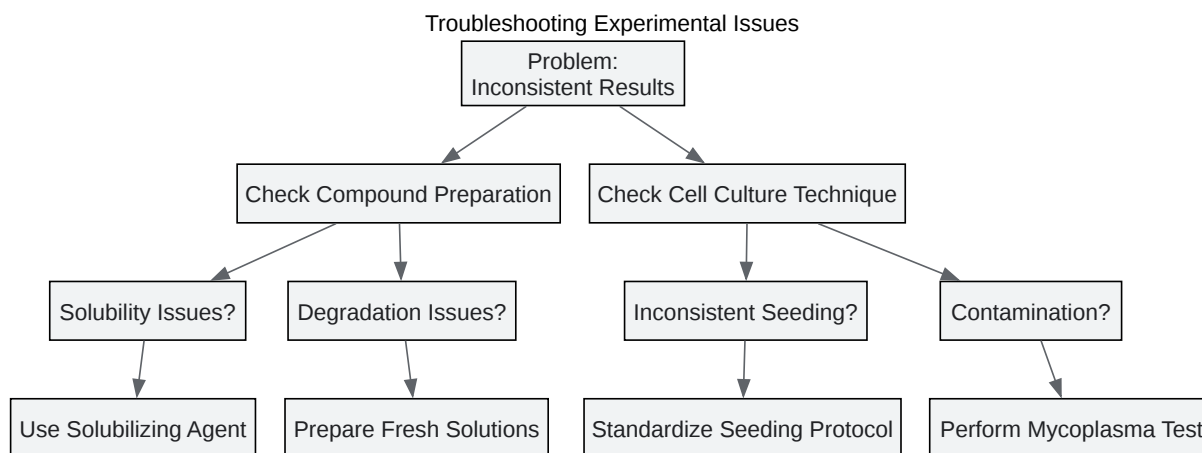 Troubleshooting Experimental Issues
Problem:
Inconsistent Results
Check Compound Preparation
Check Cell Culture Technique
Solubility Issues?
Degradation Issues?
Inconsistent Seeding?
Contamination?
Use Solubilizing Agent
Prepare Fresh Solutions
Standardize Seeding Protocol
Perform Mycoplasma Test